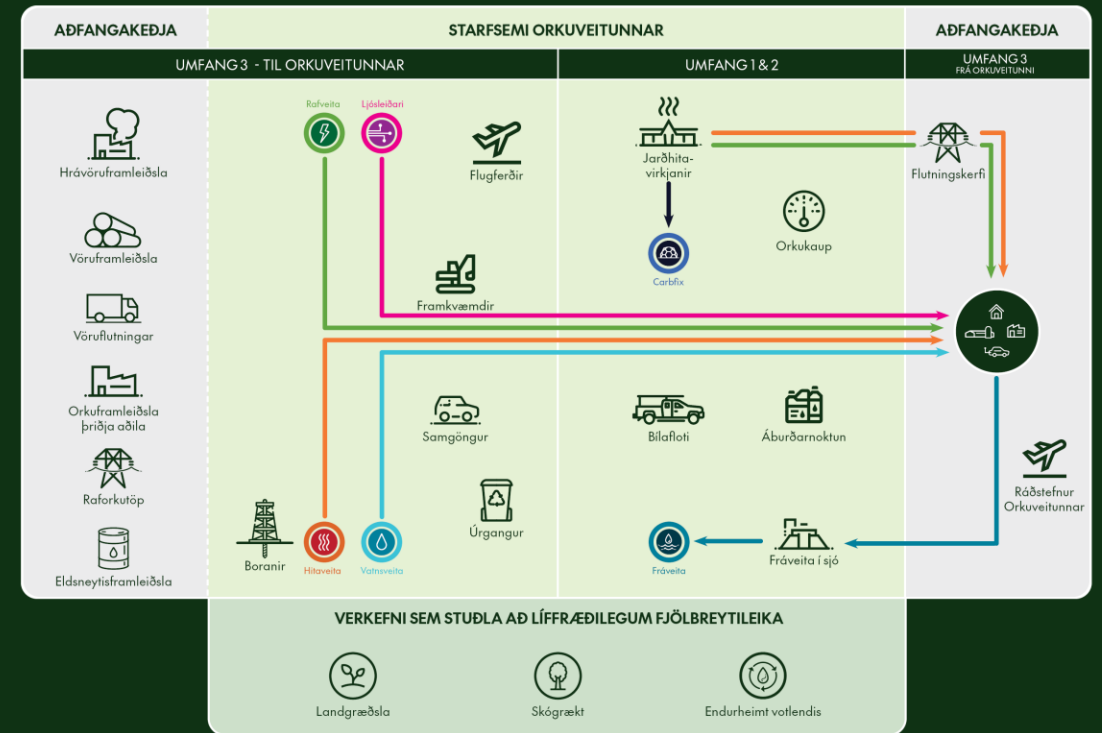 AÐFANGAKEÐJA
STARFSEMI ORKUVEITUNNAR
AÐFANGAKEÐJA
UMFANG 3 - TIL ORKUVEITUNNAR
UMFANG 1 & 2
UMFANG 3
FRÁ ORKUVEITUNNI
Hrávöruframleiðsla
Vöruframleiðsla
Vöruflutningar
Orkuframleiðsla
þriðja aðila
Raforkutöp
Eldsneytisframleiðsla
Rafveita
Ljósleiðari
Flugferðir
Framkvæmdir
Samgöngur
Úrgangur
Boranir
Hitaveita
Vatnsveita
Jarðhita-
virkjanir
Carbfix
Orkukaup
Bílafloti
Áburðarnoktun
Fráveita
Fráveita í sjó
Flutningskerfi
Ráðstefnur
Orkuveitunnar
VERKEFNI SEM STUÐLA AÐ LÍFFRÆÐILEGUM FJÖLBREYTILEIKA
Landgræðsla
Skógrækt
Endurheimt votlendis